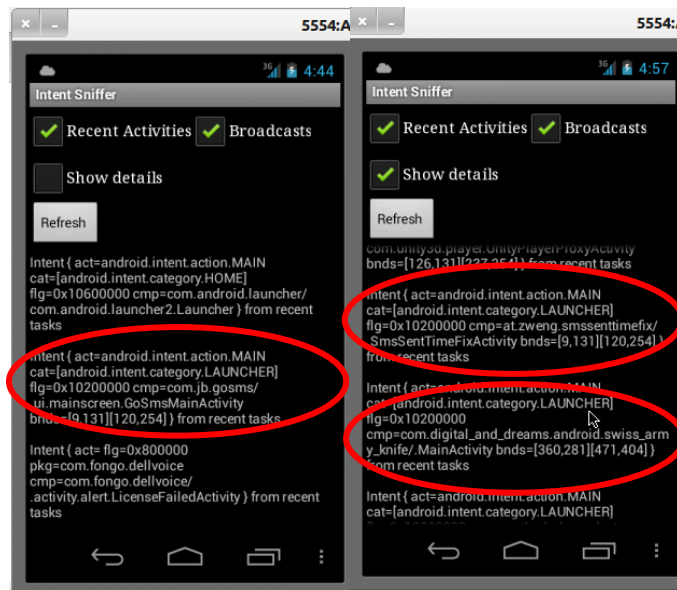 5554:A
4:44
Intent Sniffer
Recent Activities
Broadcasts
Show details
Refresh
Intent { act=android.intent.action.MAIN
cat=[android.intent.category.HOME]
flg=0x10600000 cmp=com.android.launcher/
com.android.launcher2.Launcher } from recent
tasks
Intent { act=android.intent.action.MAIN
cat=[android.intent.category.LAUNCHER]
flg=0x10200000 cmp=com.jb.gosms/
.ui.mainscreen.GoSmsMainActivity
bnds=[9,131][120,254] } from recent tasks
Intent { act= flg=0x800000
pkg=com.fongo.dellvoice
cmp=com.fongo.dellvoice/
.activity.alert.LicenseFailedActivity } from recent
tasks
5554:
3G 4:57
Intent Sniffer
Recent Activities
Broadcasts
Show details
Refresh
com.unity3d.player.UnityPlayerProxyActivity
bnds=[126,131][237,254] } from recent tasks
Intent { act=android.intent.action.MAIN
cat=[android.intent.category.LAUNCHER]
flg=0x10200000 cmp=at.zweng.smssenttimefix/
.SmsSentTimeFixActivity bnds=[9,131][120,254] }
from recent tasks
Intent { act=android.intent.action.MAIN
cat=[android.intent.category.LAUNCHER]
flg=0x10200000
cmp=com.digital_and_dreams.android.swiss_arm
y_knife/.MainActivity bnds=[360,281][471,404] }
from recent tasks
Intent { act=android.intent.action.MAIN
cat=[android.intent.category.LAUNCHER]